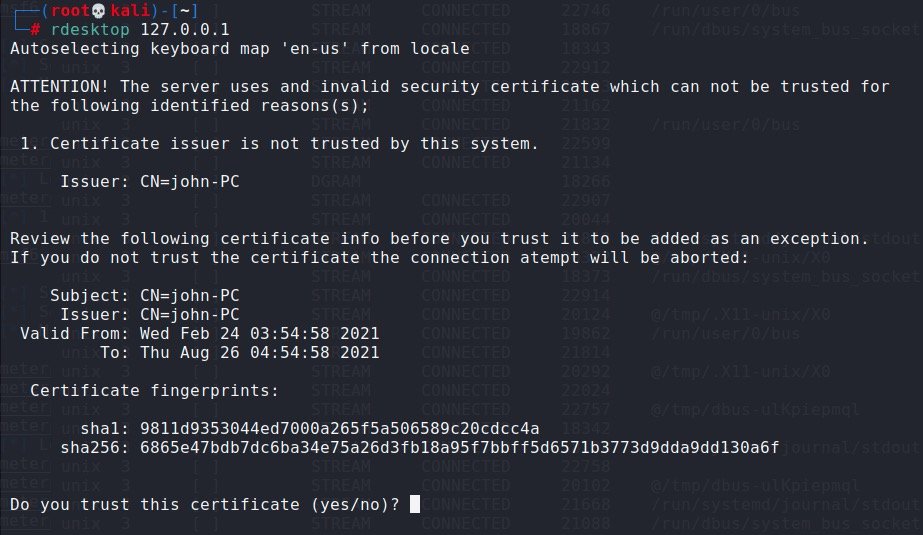 ┌──(root💀kali)-[~]
└─# rdesktop 127.0.0.1
Autoselecting keyboard map 'en-us' from locale
ATTENTION! The server uses and invalid security certificate which can not be trusted for
the following identified reasons(s);
1. Certificate issuer is not trusted by this system.
Issuer: CN=john-PC
Review the following certificate info before you trust it to be added as an exception.
If you do not trust the certificate the connection atempt will be aborted:
Subject: CN=john-PC
Issuer: CN=john-PC
Valid From: Wed Feb 24 03:54:58 2021
To: Thu Aug 26 04:54:58 2021
Certificate fingerprints:
sha1: 9811d9353044ed7000a265f5a506589c20cdcc4a
sha256: 6865e47bdb7dc6ba34e75a26d3fb18a95f7bbff5d6571b3773d9dda9dd130a6f
Do you trust this certificate (yes/no)?